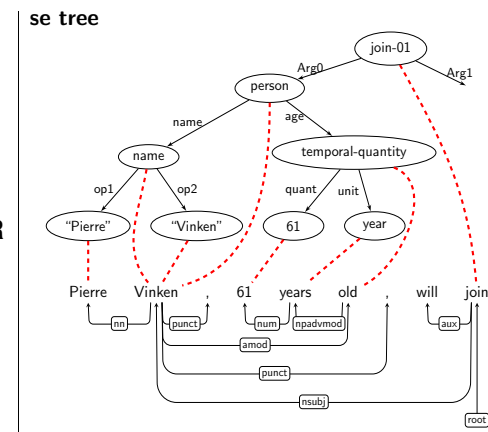 se tree
join-01
Arg0
Arg1
person
name
age
name
temporal-quantity
op1
op2
quant
unit
“Pierre”
“Vinken”
61
year
R
Pierre Vinken , 61 years old , will join
nn
punct
num
npadvmod
aux
amod
punct
nsubj
root